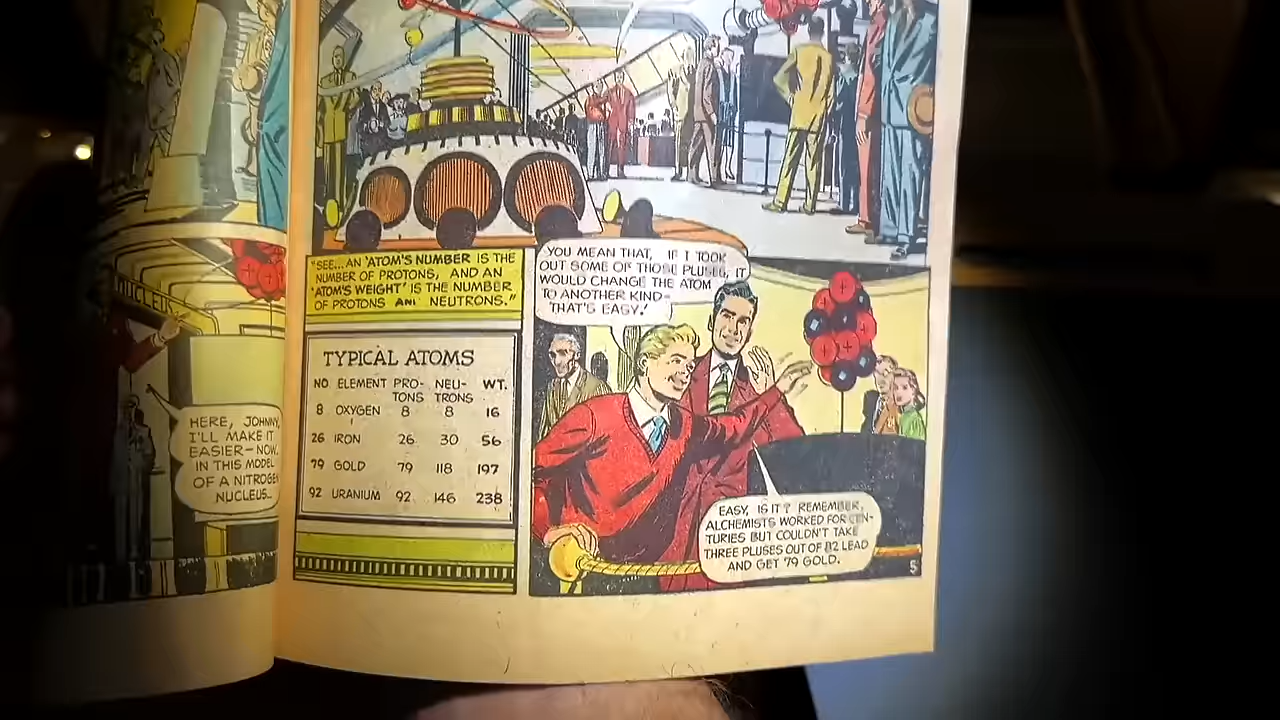 NUCLEUS
HERE, JOHNNY,
I'LL MAKE IT
EASIER—NOW,
IN THIS MODEL
OF A NITROGEN
NUCLEUS...
"SEE...AN 'ATOM'S NUMBER IS THE
NUMBER OF PROTONS, AND AN
'ATOM'S WEIGHT' IS THE NUMBER
OF PROTONS AND NEUTRONS."
TYPICAL ATOMS
NO. ELEMENT PRO- NEU- WT.
TONS TRONS
8 OXYGEN 8 8 16
26 IRON 26 30 56
79 GOLD 79 118 197
92 URANIUM 92 146 238
YOU MEAN THAT, IF I TOOK
OUT SOME OF THOSE PLUSES, IT
WOULD CHANGE THE ATOM
TO ANOTHER KIND—
THAT'S EASY!
EASY, IS IT? REMEMBER,
ALCHEMISTS WORKED FOR CEN-
TURIES BUT COULDN'T TAKE
THREE PLUSES OUT OF 82 LEAD
AND GET 79 GOLD.
5